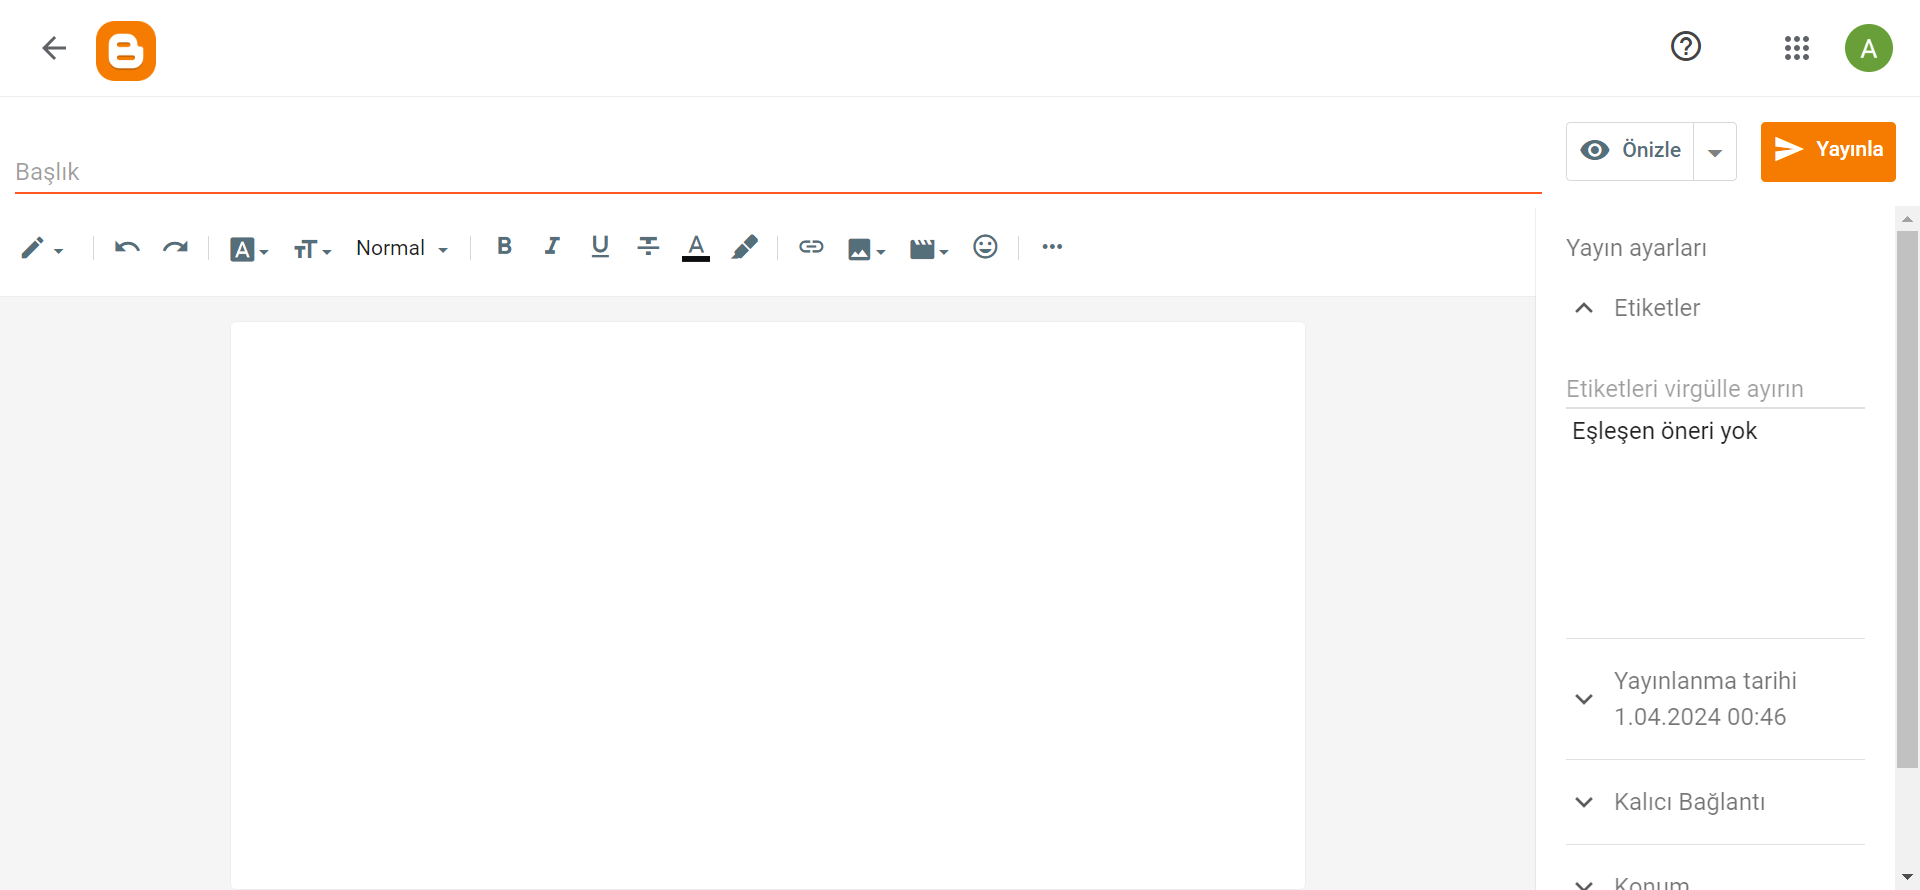 A
Başlık
Önizle
Yayınla
Normal
Yayın ayarları
Etiketler
Etiketleri virgülle ayırın
Eşleşen öneri yok
Yayınlanma tarihi
1.04.2024 00:46
Kalıcı Bağlantı
Konum